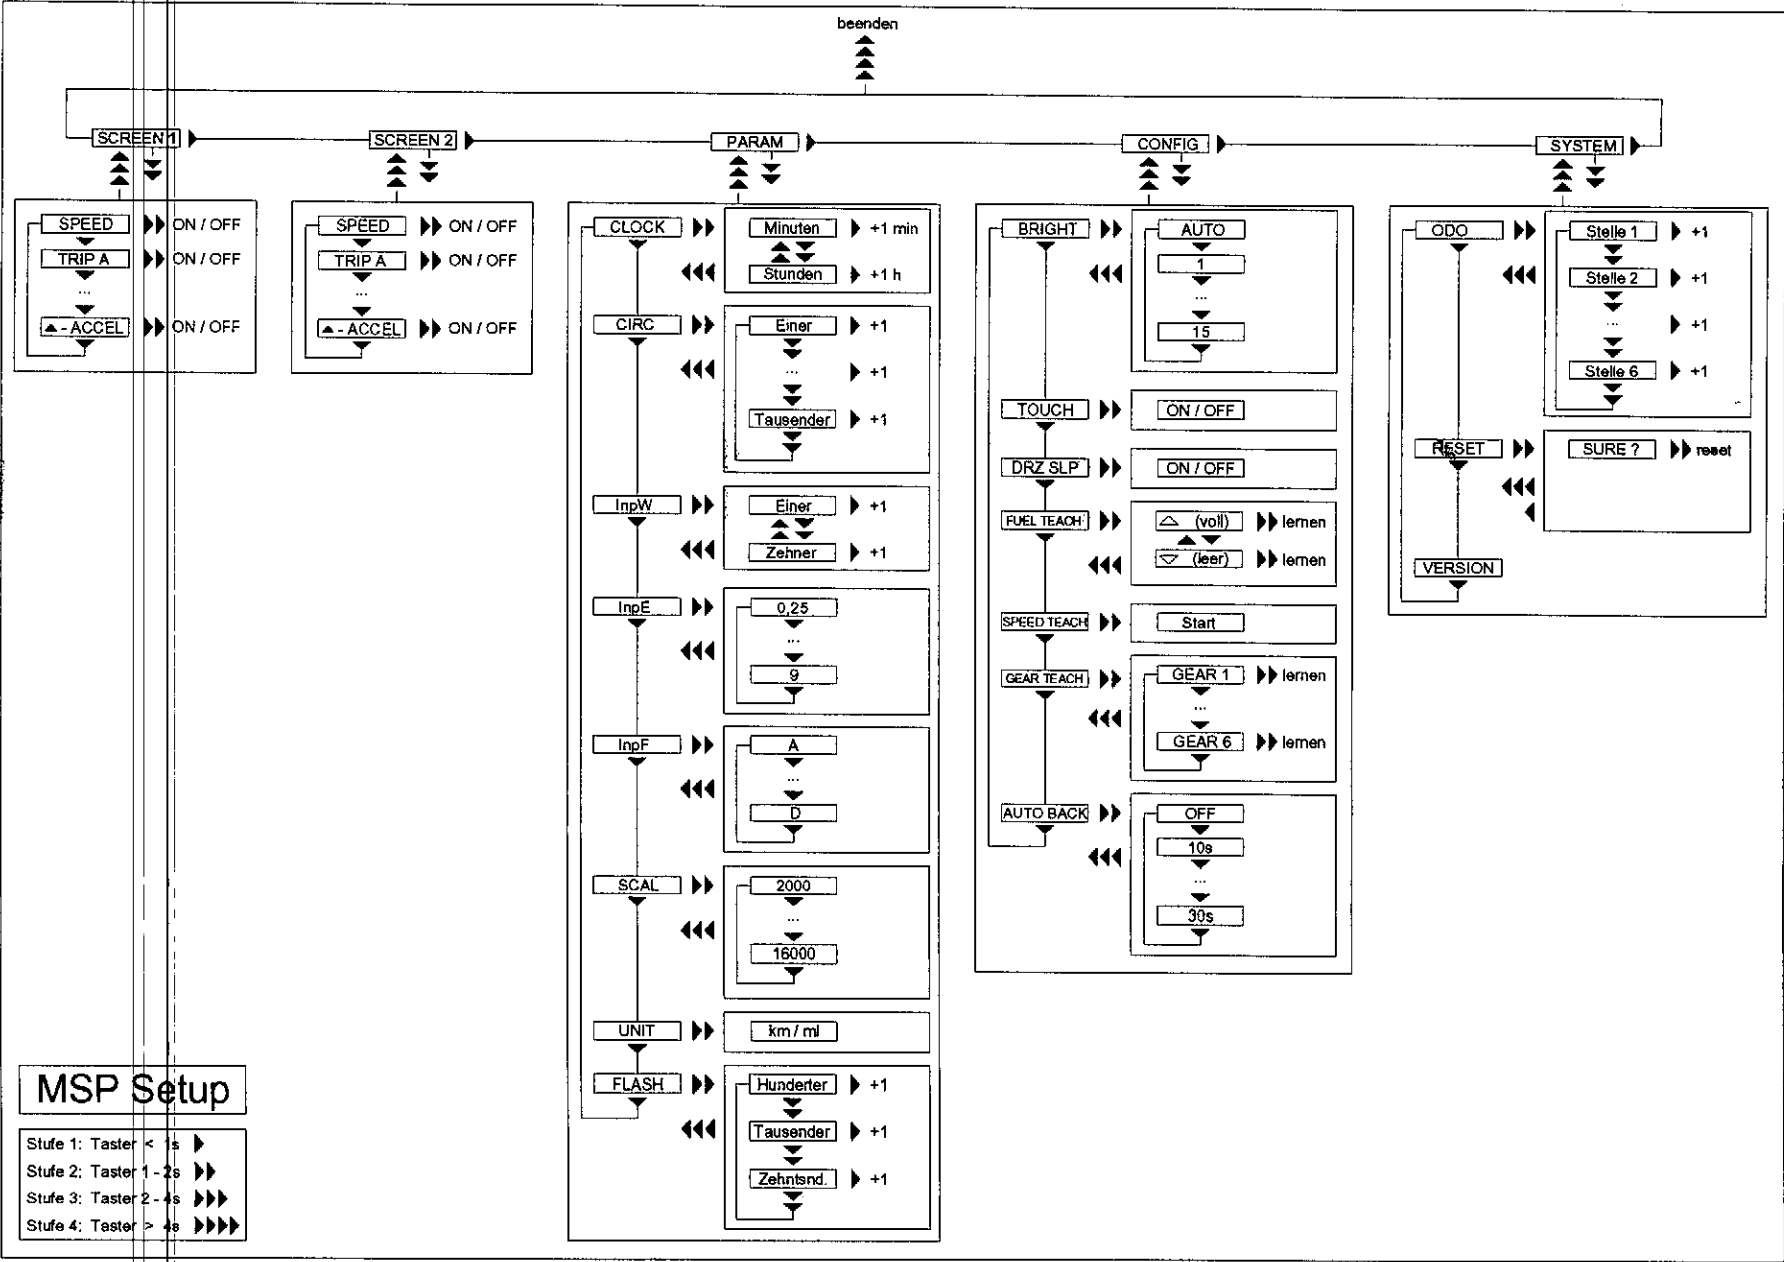 beenden
SCREEN 1
SCREEN 2
PARAM
CONFIG
SYSTEM
SPEED ON / OFF
TRIP A ON / OFF
...
▲ - ACCEL ON / OFF
SPEED ON / OFF
TRIP A ON / OFF
...
▲ - ACCEL ON / OFF
CLOCK
Minuten +1 min
Stunden +1 h
CIRC
Einer +1
... +1
Tausender +1
InpW
Einer +1
Zehner +1
InpE
0,25
...
9
InpF
A
...
D
SCAL
2000
...
16000
UNIT
km / ml
FLASH
Hunderter +1
Tausender +1
Zehntsnd. +1
BRIGHT
AUTO
1
...
15
TOUCH
ON / OFF
DRZ SLP
ON / OFF
FUEL TEACH
△ (voll) lernen
▽ (leer) lernen
SPEED TEACH
Start
GEAR TEACH
GEAR 1 lernen
...
GEAR 6 lernen
AUTO BACK
OFF
10s
...
30s
ODO
Stelle 1 +1
Stelle 2 +1
... +1
Stelle 6 +1
RESET
SURE ? reset
VERSION
MSP Setup
Stufe 1: Taster < 1s
Stufe 2: Taster 1 - 2s
Stufe 3: Taster 2 - 4s
Stufe 4: Taster > 4s